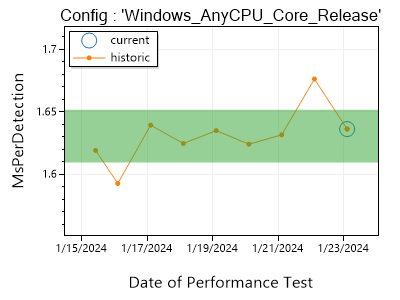 Config : 'Windows_AnyCPU_Core_Release'
current
historic
1.7
1.65
1.6
MsPerDetection
1/15/2024 1/17/2024 1/19/2024 1/21/2024 1/23/2024
Date of Performance Test